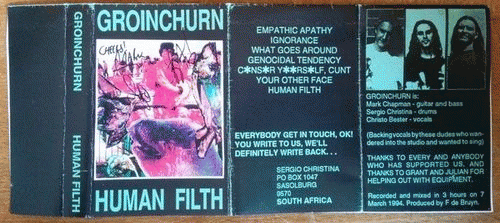 GROINCHURN
HUMAN FILTH
GROINCHURN
CHEERS
HUMAN FILTH
EMPATHIC APATHY
IGNORANCE
WHAT GOES AROUND
GENOCIDAL TENDENCY
C*NS*R Y**RS*LF, CUNT
YOUR OTHER FACE
HUMAN FILTH
EVERYBODY GET IN TOUCH, OK!
YOU WRITE TO US, WE'LL
DEFINITELY WRITE BACK. . .
SERGIO CHRISTINA
PO BOX 1047
SASOLBURG
9570
SOUTH AFRICA
GROINCHURN is:
Mark Chapman - guitar and bass
Sergio Christina - drums
Christo Bester - vocals
(Backing vocals by these dudes who wan-
dered into the studio and wanted to sing)
THANKS TO EVERY AND ANYBODY
WHO HAS SUPPORTED US, AND
THANKS TO GRANT AND JULIAN FOR
HELPING OUT WITH EQUIPMENT.
Recorded and mixed in 3 hours on 7
March 1994. Produced by F de Bruyn.